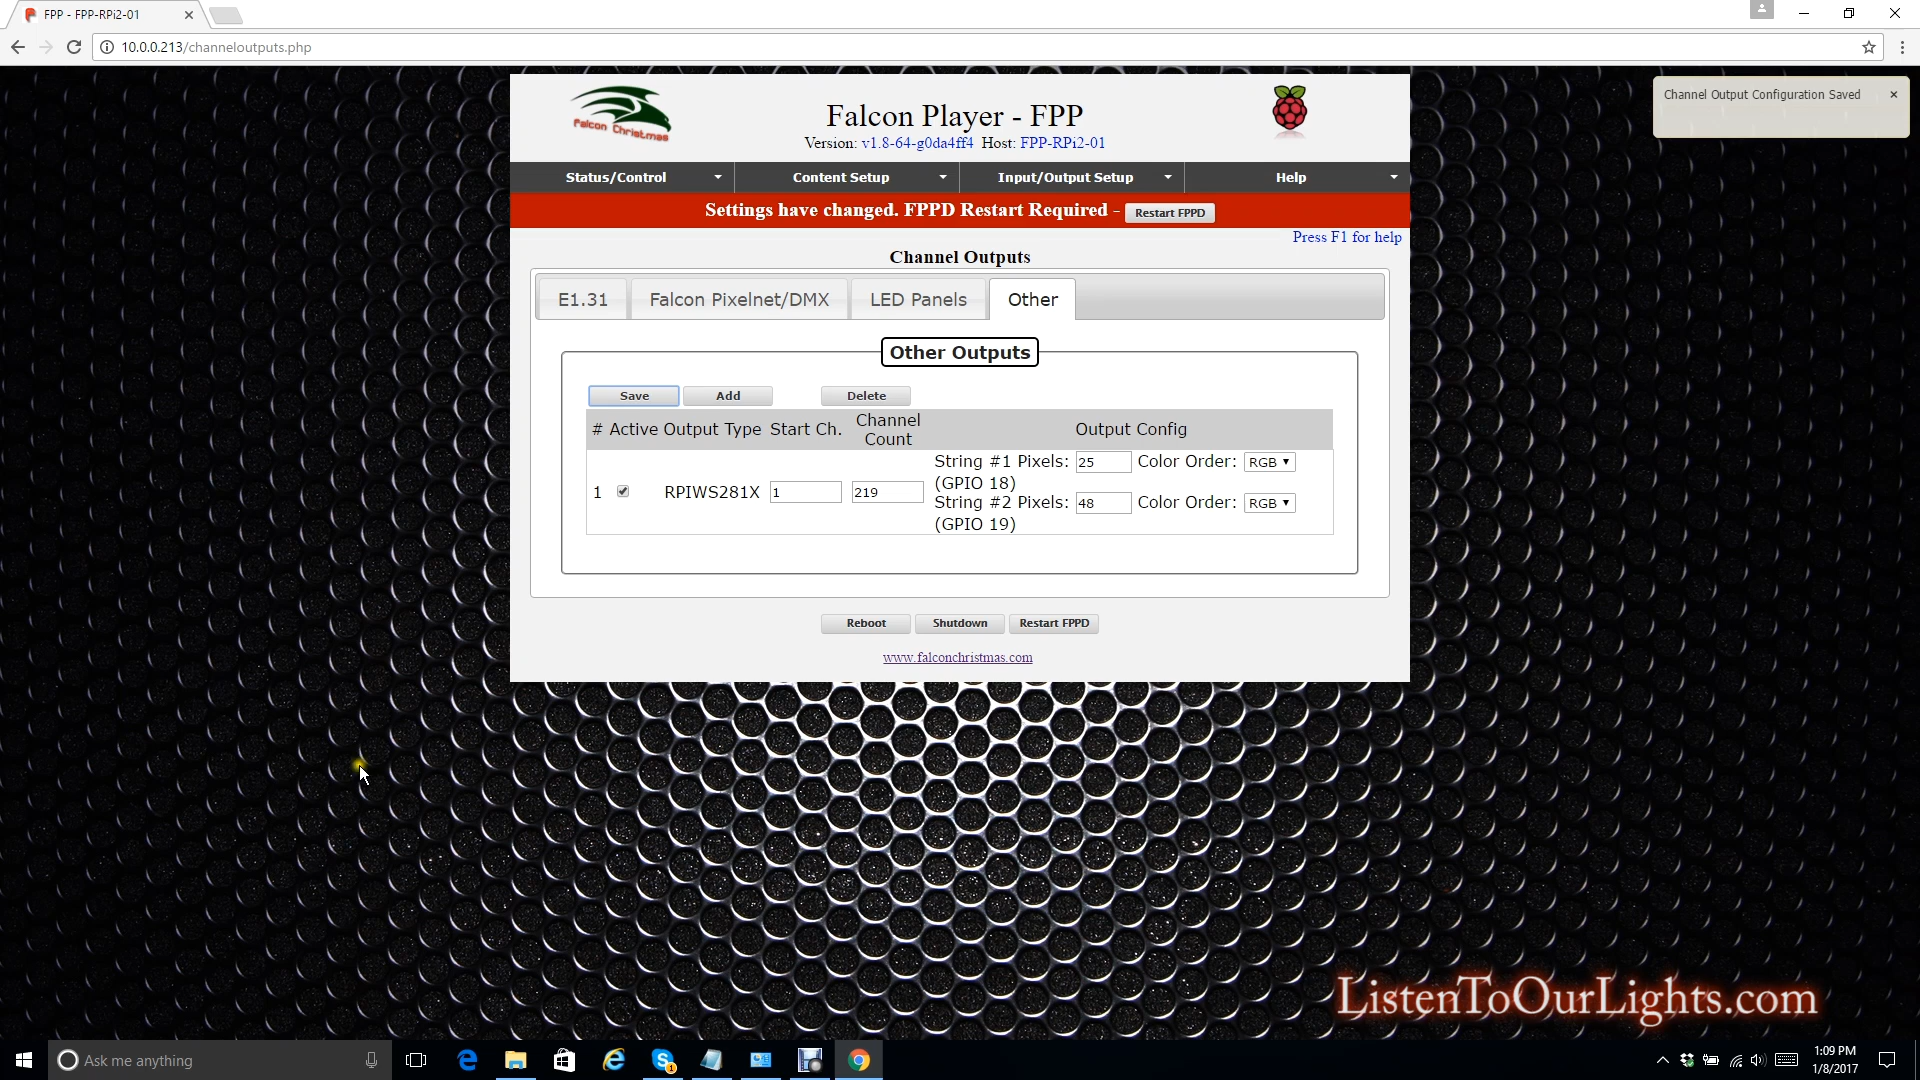 FPP - FPP-RPi2-01
10.0.0.213/channeloutputs.php
Channel Output Configuration Saved
Falcon Christmas
Falcon Player - FPP
Version: v1.8-64-g0da4ff4 Host: FPP-RPi2-01
Status/Control Content Setup Input/Output Setup Help
Settings have changed. FPPD Restart Required - Restart FPPD
Press F1 for help
Channel Outputs
E1.31 Falcon Pixelnet/DMX LED Panels Other
Other Outputs
Save Add Delete
# Active Output Type Start Ch. Channel Count Output Config
1 RPIWS281X 1 219
String #1 Pixels: 25 Color Order: RGB
(GPIO 18)
String #2 Pixels: 48 Color Order: RGB
(GPIO 19)
Reboot Shutdown Restart FPPD
www.falconchristmas.com
ListenToOurLights.com
Ask me anything
1:09 PM
1/8/2017